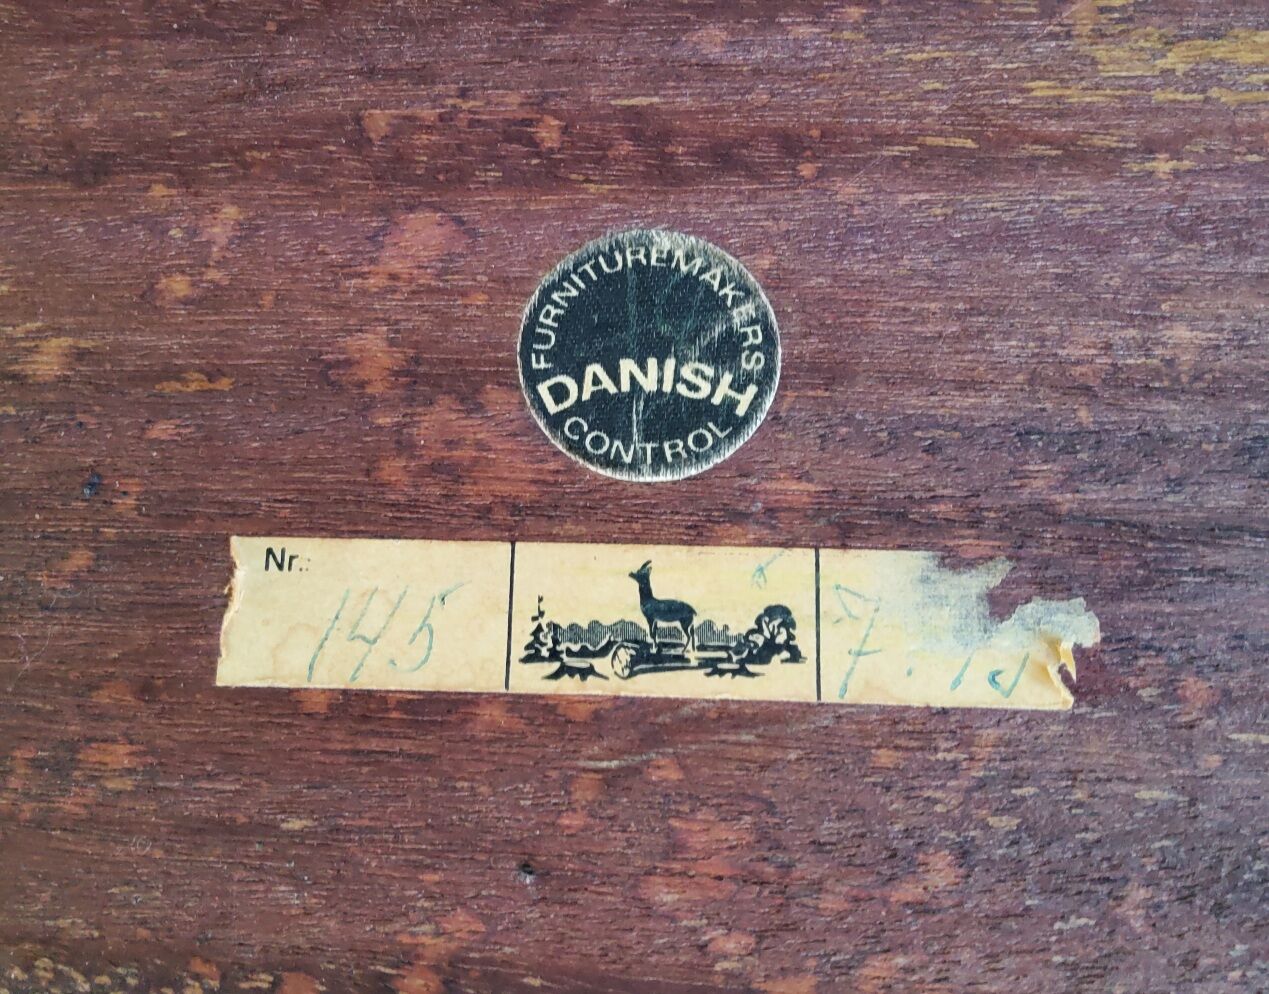 FURNITUREMAKERS
DANISH
CONTROL
Nr.:
145